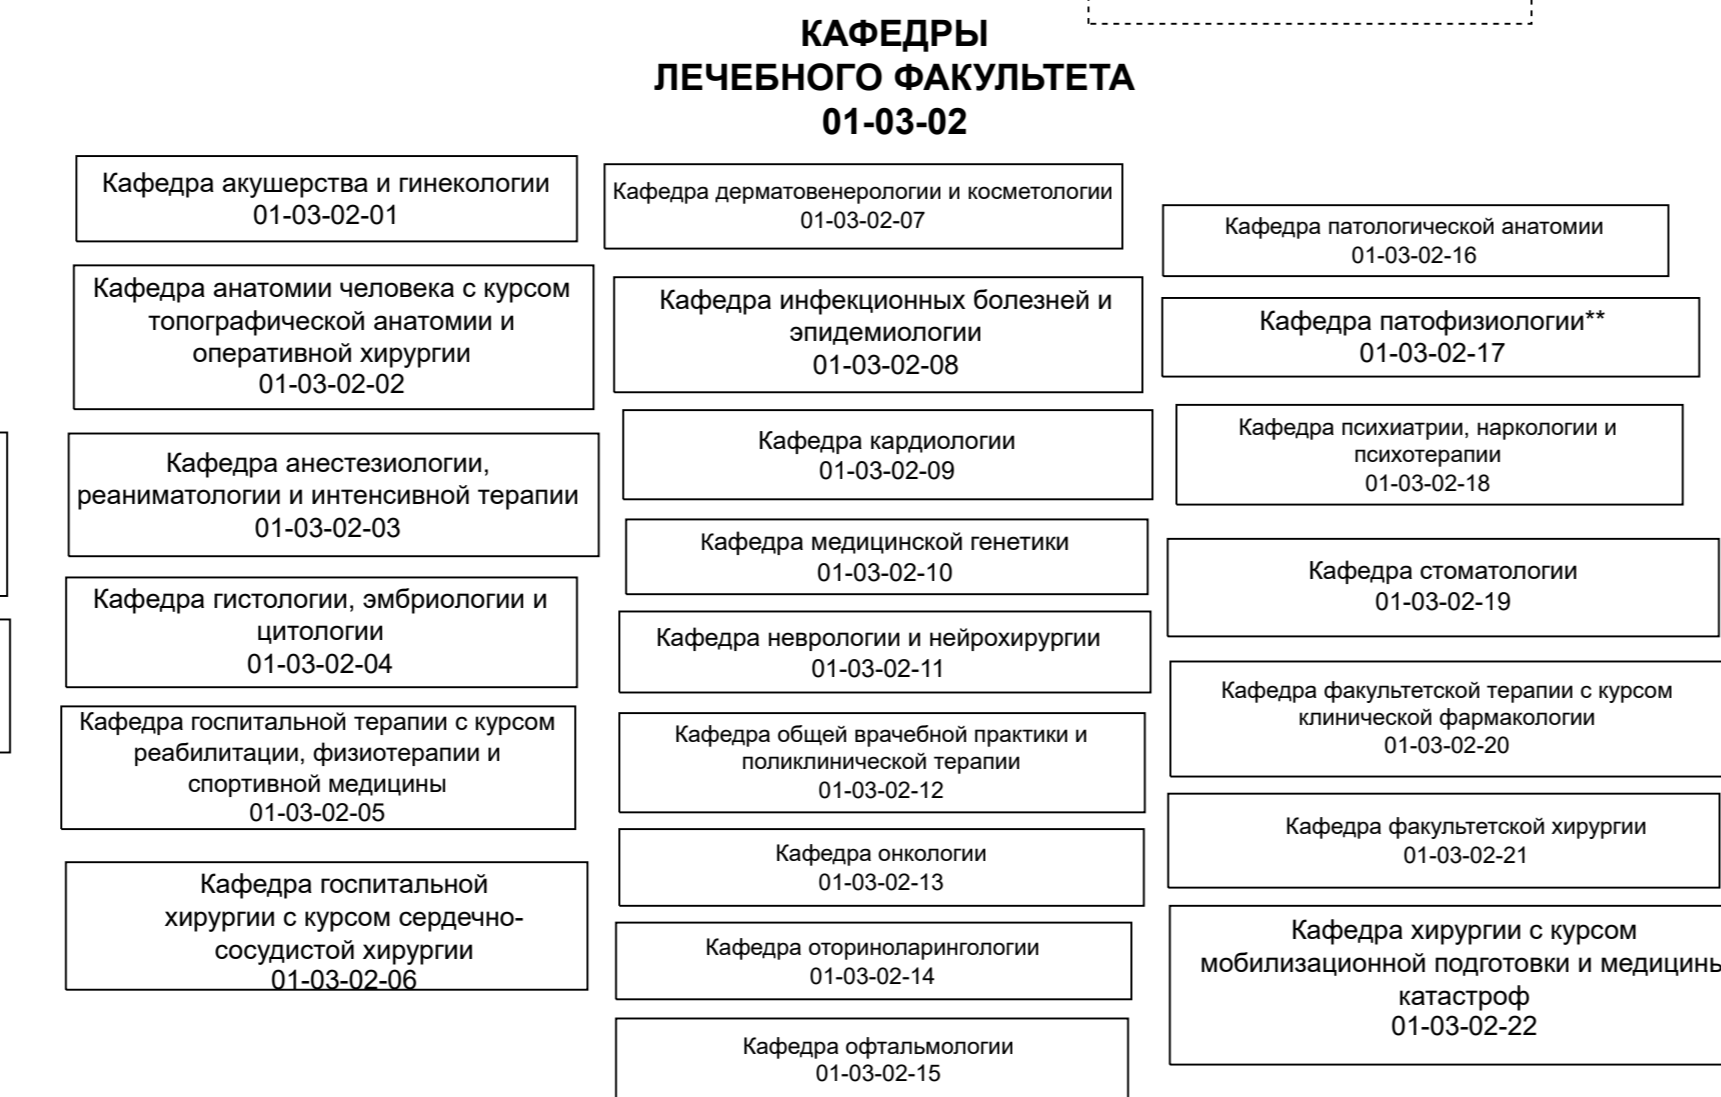 КАФЕДРЫ
ЛЕЧЕБНОГО ФАКУЛЬТЕТА
01-03-02
Кафедра акушерства и гинекологии
01-03-02-01
Кафедра анатомии человека с курсом
топографической анатомии и
оперативной хирургии
01-03-02-02
Кафедра анестезиологии,
реаниматологии и интенсивной терапии
01-03-02-03
Кафедра гистологии, эмбриологии и
цитологии
01-03-02-04
Кафедра госпитальной терапии с курсом
реабилитации, физиотерапии и
спортивной медицины
01-03-02-05
Кафедра госпитальной
хирургии с курсом сердечно-
сосудистой хирургии
01-03-02-06
Кафедра дерматовенерологии и косметологии
01-03-02-07
Кафедра инфекционных болезней и
эпидемиологии
01-03-02-08
Кафедра кардиологии
01-03-02-09
Кафедра медицинской генетики
01-03-02-10
Кафедра неврологии и нейрохирургии
01-03-02-11
Кафедра общей врачебной практики и
поликлинической терапии
01-03-02-12
Кафедра онкологии
01-03-02-13
Кафедра оториноларингологии
01-03-02-14
Кафедра офтальмологии
01-03-02-15
Кафедра патологической анатомии
01-03-02-16
Кафедра патофизиологии**
01-03-02-17
Кафедра психиатрии, наркологии и
психотерапии
01-03-02-18
Кафедра стоматологии
01-03-02-19
Кафедра факультетской терапии с курсом
клинической фармакологии
01-03-02-20
Кафедра факультетской хирургии
01-03-02-21
Кафедра хирургии с курсом
мобилизационной подготовки и медицины
катастроф
01-03-02-22